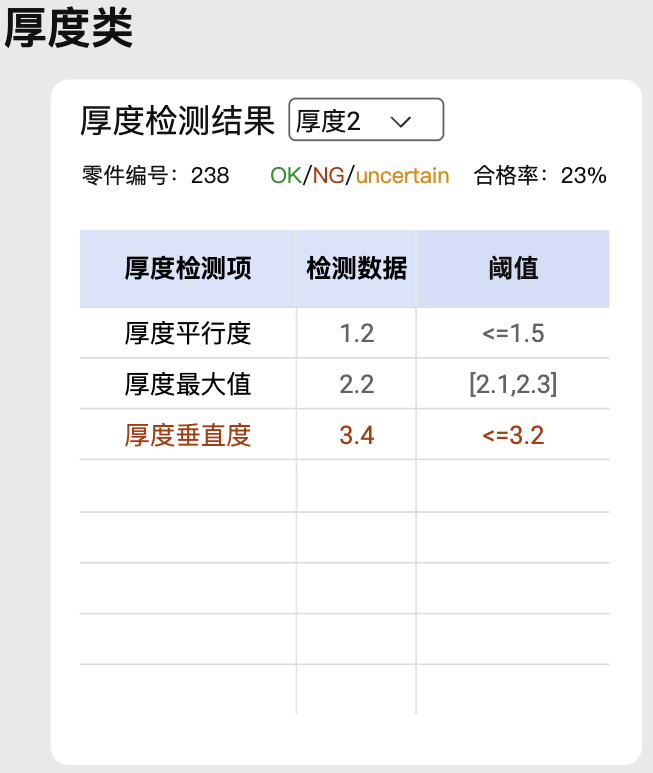 厚度类
厚度检测结果 厚度2
零件编号：238 OK/NG/uncertain 合格率：23%
厚度检测项 检测数据 阈值
厚度平行度 1.2 <=1.5
厚度最大值 2.2 [2.1,2.3]
厚度垂直度 3.4 <=3.2